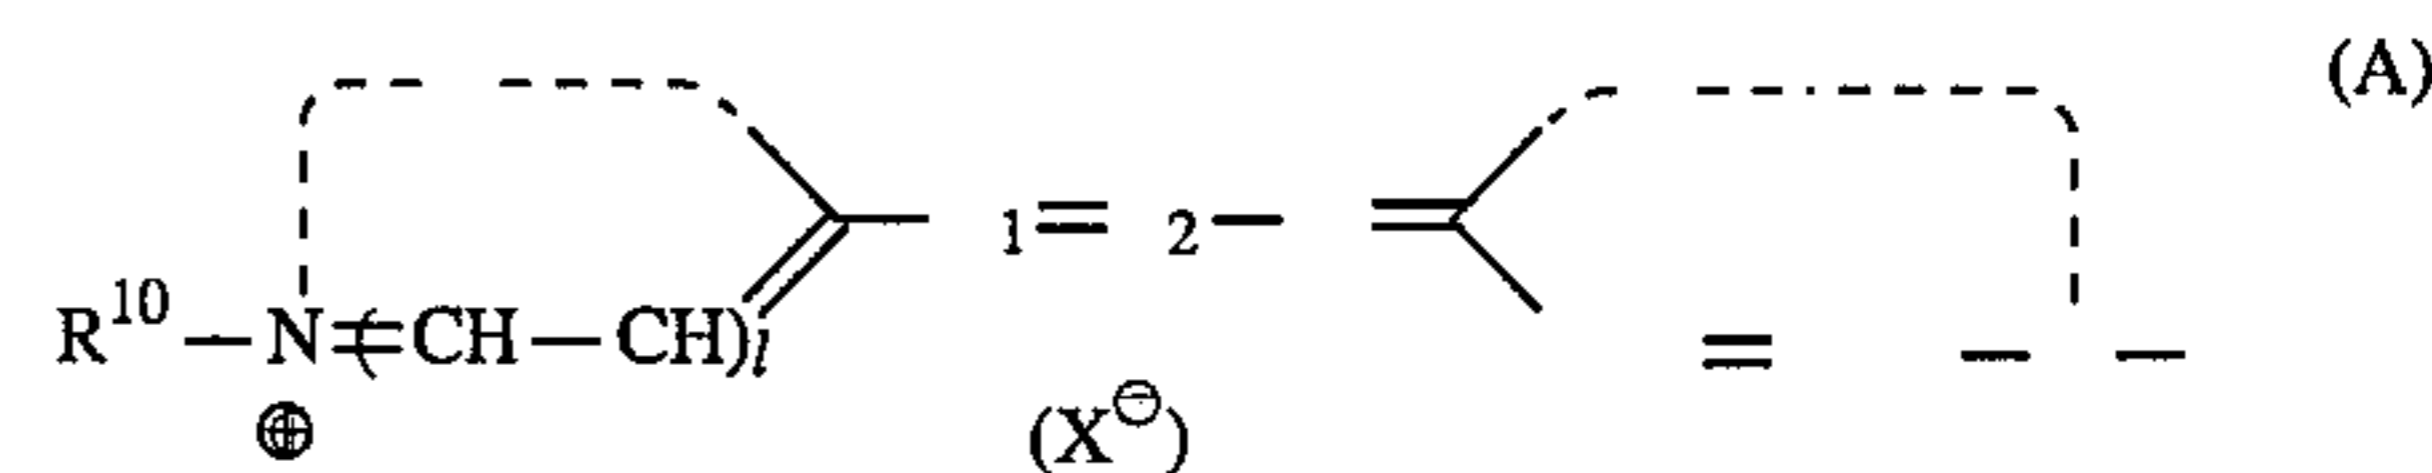 (A)
1= 2—
R¹⁰—N=(CH—CH)l = — —
⊕ (X⊖)